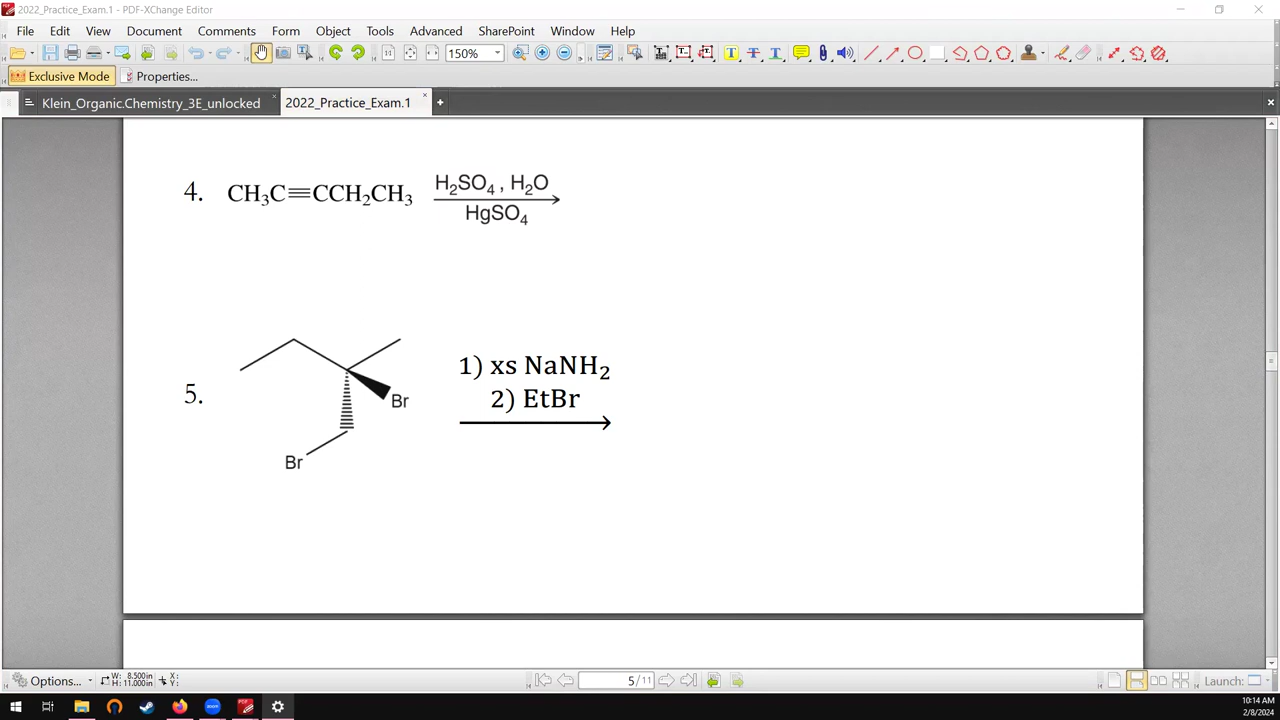 2022_Practice_Exam.1 - PDF-XChange Editor
File Edit View Document Comments Form Object Tools Advanced SharePoint Window Help
150%
Exclusive Mode Properties...
Klein_Organic.Chemistry_3E_unlocked 2022_Practice_Exam.1
4. CH₃C≡CCH₂CH₃ H₂SO₄ , H₂O
HgSO₄
5. Br
Br
1) xs NaNH₂
2) EtBr
Options... W: 8.500in H: 11.000in X: Y: 5 / 11 Launch:
10:14 AM
2/8/2024